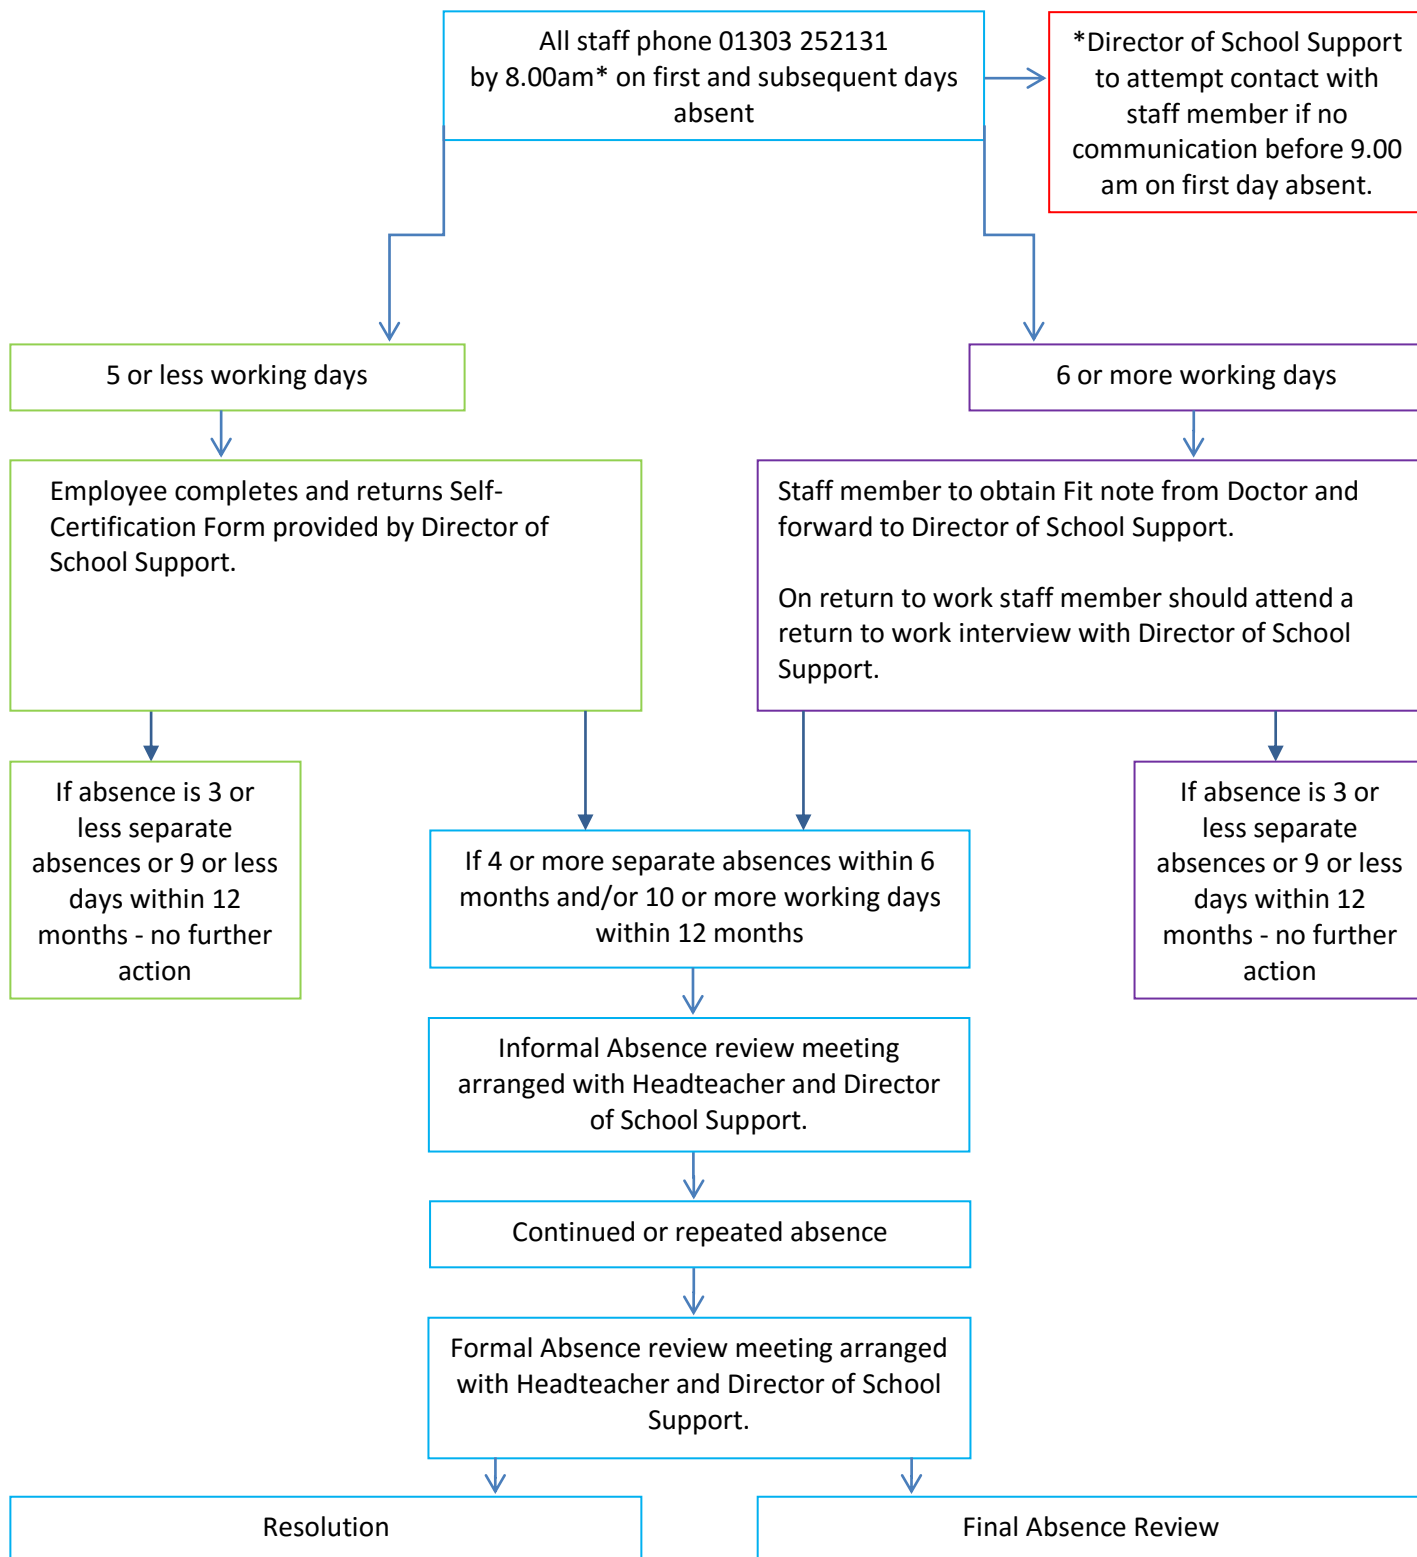 All staff phone 01303 252131
by 8.00am* on first and subsequent days
absent
*Director of School Support
to attempt contact with
staff member if no
communication before 9.00
am on first day absent.
5 or less working days
6 or more working days
Employee completes and returns Self-
Certification Form provided by Director of
School Support.
Staff member to obtain Fit note from Doctor and
forward to Director of School Support.
On return to work staff member should attend a
return to work interview with Director of School
Support.
If absence is 3 or
less separate
absences or 9 or less
days within 12
months - no further
action
If 4 or more separate absences within 6
months and/or 10 or more working days
within 12 months
If absence is 3 or
less separate
absences or 9 or less
days within 12
months - no further
action
Informal Absence review meeting
arranged with Headteacher and Director
of School Support.
Continued or repeated absence
Formal Absence review meeting arranged
with Headteacher and Director of School
Support.
Resolution
Final Absence Review